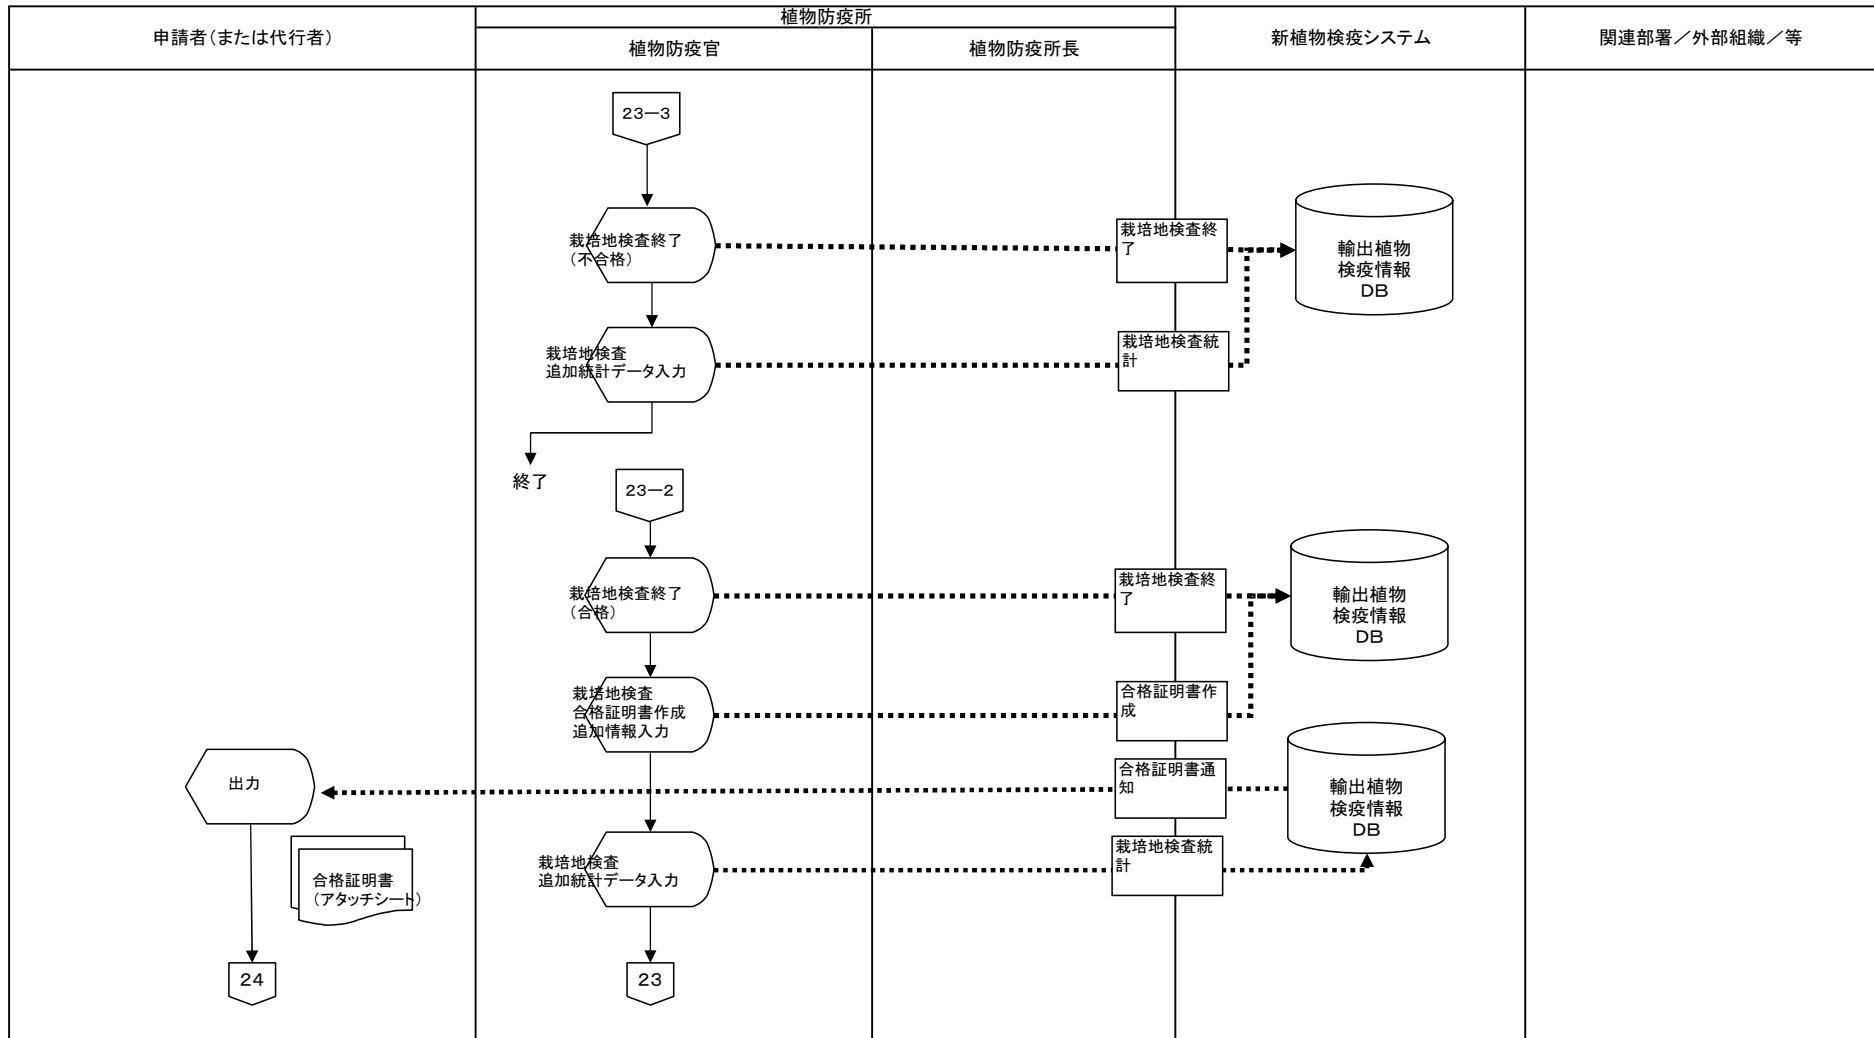 植物防疫所
申請者（または代行者）
植物防疫官
植物防疫所長
新植物検疫システム
関連部署／外部組織／等
23－3
栽培地検査終了
（不合格）
栽培地検査終
了
輸出植物
検疫情報
ＤＢ
栽培地検査
追加統計データ入力
栽培地検査統
計
終了
23－2
栽培地検査終了
（合格）
栽培地検査終
了
輸出植物
検疫情報
ＤＢ
栽培地検査
合格証明書作成
追加情報入力
合格証明書作
成
出力
合格証明書通
知
輸出植物
検疫情報
ＤＢ
合格証明書
（アタッチシート）
栽培地検査
追加統計データ入力
栽培地検査統
計
24
23